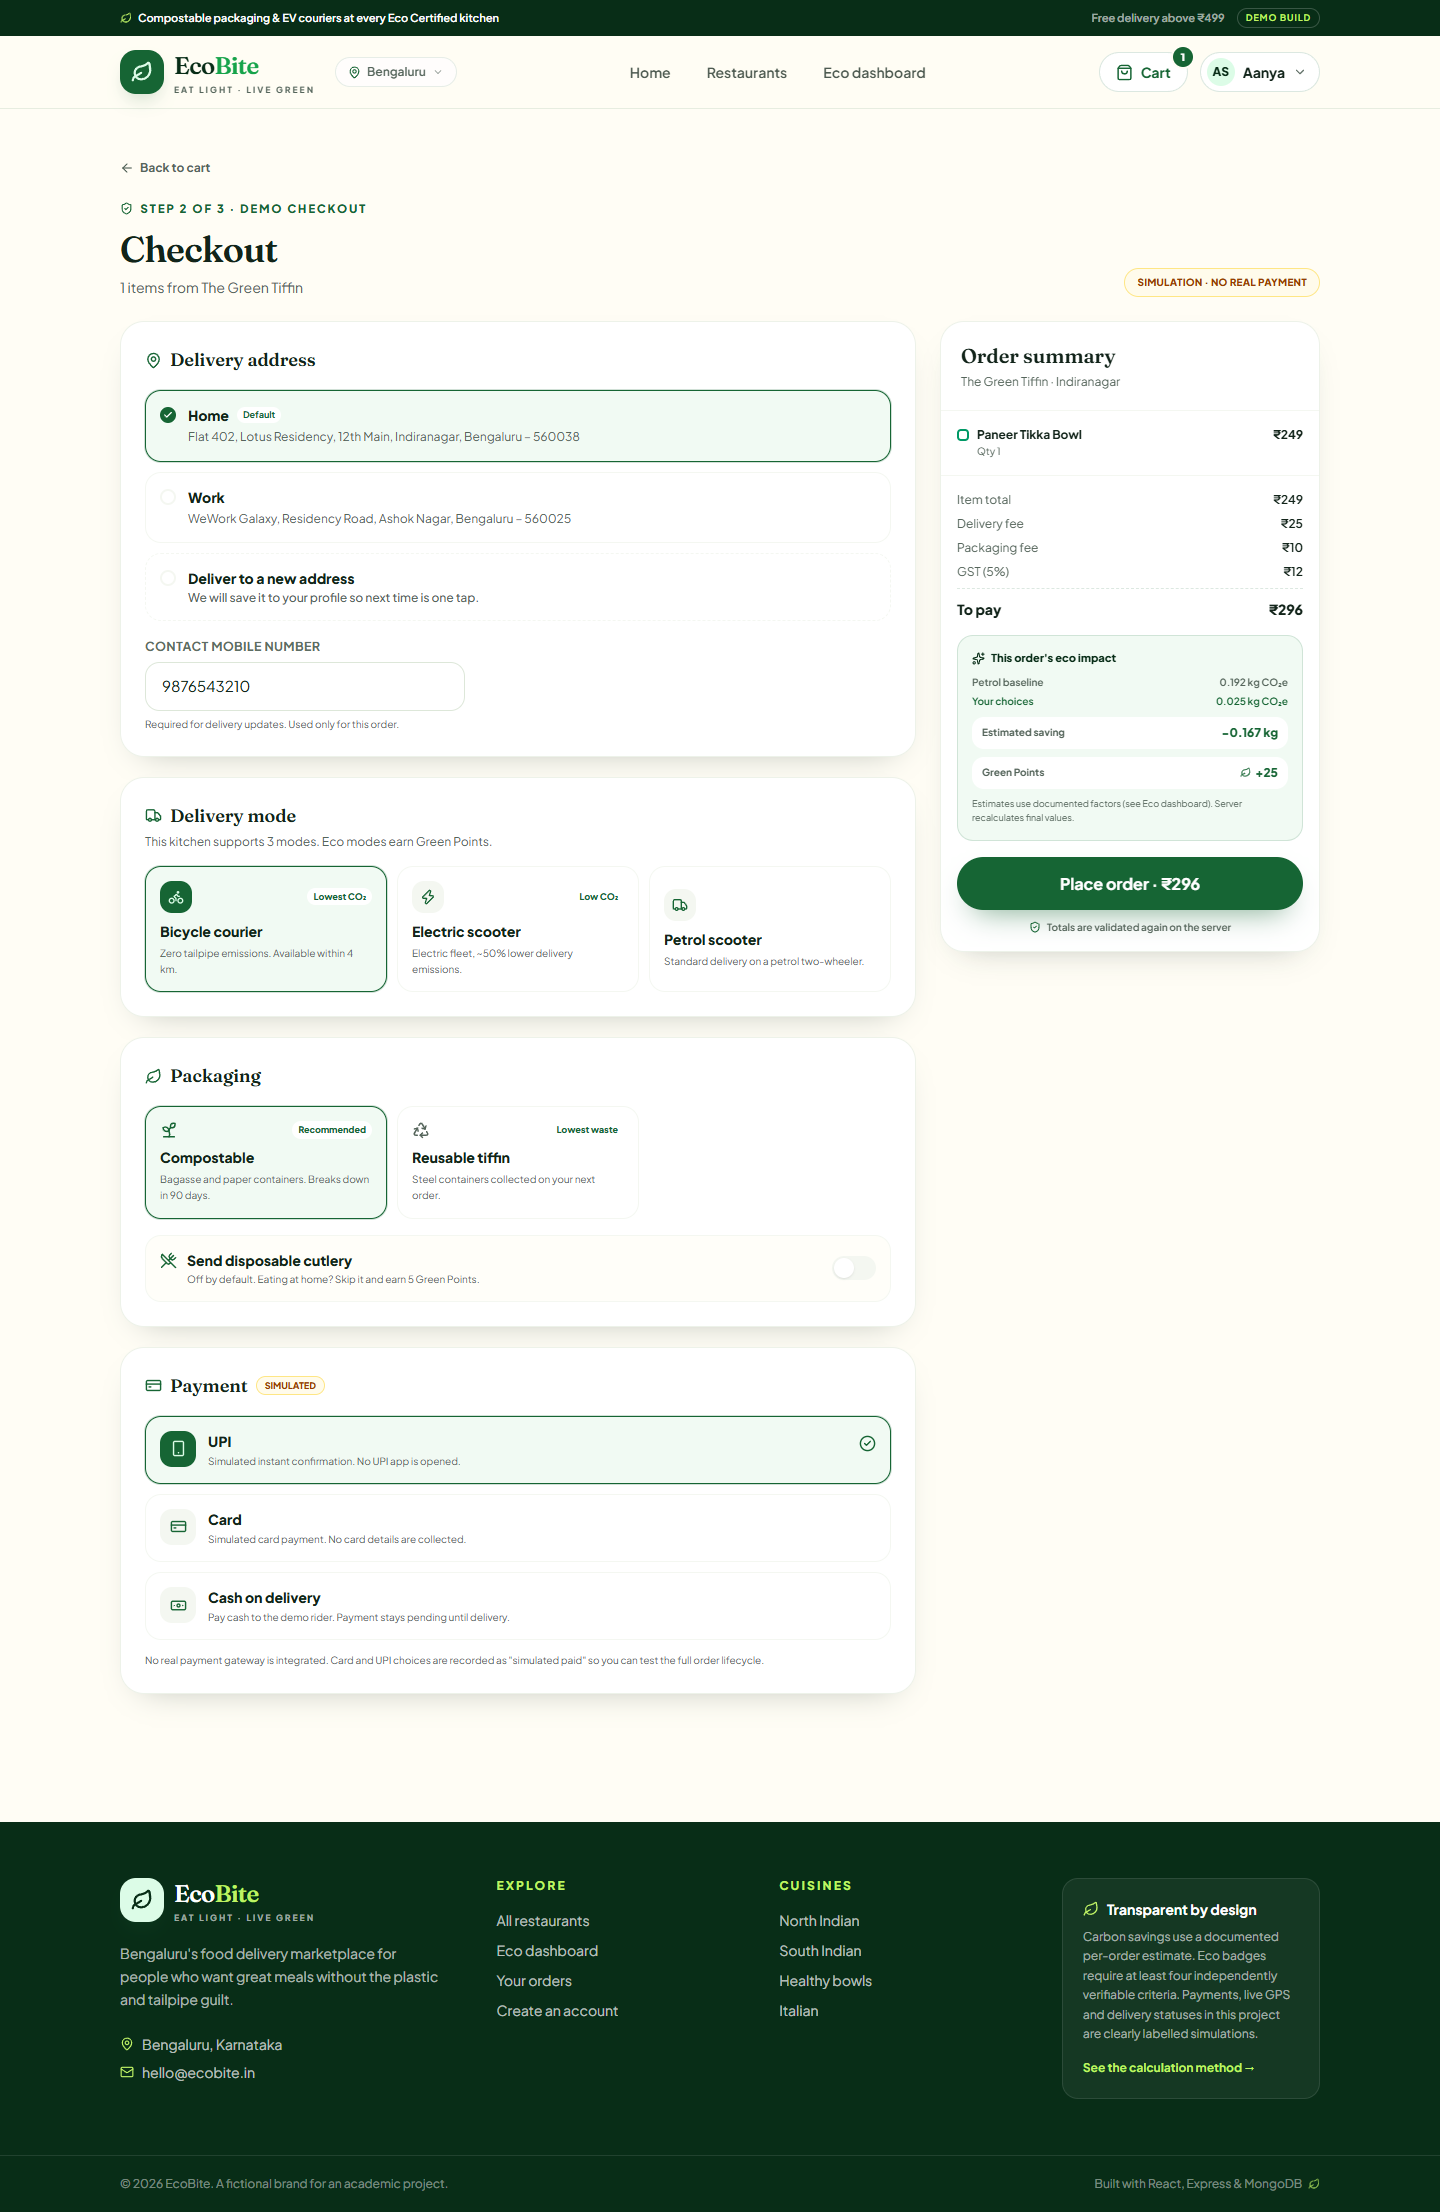 Compostable packaging & EV couriers at every Eco Certified kitchen
Free delivery above ₹499
DEMO BUILD
EcoBite
EAT LIGHT · LIVE GREEN
Bengaluru
Home
Restaurants
Eco dashboard
Cart
1
AS
Aanya
Back to cart
STEP 2 OF 3 · DEMO CHECKOUT
Checkout
1 items from The Green Tiffin
SIMULATION · NO REAL PAYMENT
Delivery address
Home
Default
Flat 402, Lotus Residency, 12th Main, Indiranagar, Bengaluru – 560038
Work
WeWork Galaxy, Residency Road, Ashok Nagar, Bengaluru – 560025
Deliver to a new address
We will save it to your profile so next time is one tap.
CONTACT MOBILE NUMBER
9876543210
Required for delivery updates. Used only for this order.
Delivery mode
This kitchen supports 3 modes. Eco modes earn Green Points.
Lowest CO₂
Bicycle courier
Zero tailpipe emissions. Available within 4
km.
Low CO₂
Electric scooter
Electric fleet, ~50% lower delivery
emissions.
Petrol scooter
Standard delivery on a petrol two-wheeler.
Packaging
Recommended
Compostable
Bagasse and paper containers. Breaks down
in 90 days.
Lowest waste
Reusable tiffin
Steel containers collected on your next
order.
Send disposable cutlery
Off by default. Eating at home? Skip it and earn 5 Green Points.
Payment
SIMULATED
UPI
Simulated instant confirmation. No UPI app is opened.
Card
Simulated card payment. No card details are collected.
Cash on delivery
Pay cash to the demo rider. Payment stays pending until delivery.
No real payment gateway is integrated. Card and UPI choices are recorded as "simulated paid" so you can test the full order lifecycle.
Order summary
The Green Tiffin · Indiranagar
Paneer Tikka Bowl
₹249
Qty 1
Item total
₹249
Delivery fee
₹25
Packaging fee
₹10
GST (5%)
₹12
To pay
₹296
This order's eco impact
Petrol baseline
0.192 kg CO₂e
Your choices
0.025 kg CO₂e
Estimated saving
-0.167 kg
Green Points
+25
Estimates use documented factors (see Eco dashboard). Server
recalculates final values.
Place order · ₹296
Totals are validated again on the server
EcoBite
EAT LIGHT · LIVE GREEN
Bengaluru's food delivery marketplace for
people who want great meals without the plastic
and tailpipe guilt.
Bengaluru, Karnataka
hello@ecobite.in
EXPLORE
All restaurants
Eco dashboard
Your orders
Create an account
CUISINES
North Indian
South Indian
Healthy bowls
Italian
Transparent by design
Carbon savings use a documented
per-order estimate. Eco badges
require at least four independently
verifiable criteria. Payments, live GPS
and delivery statuses in this project
are clearly labelled simulations.
See the calculation method →
© 2026 EcoBite. A fictional brand for an academic project.
Built with React, Express & MongoDB